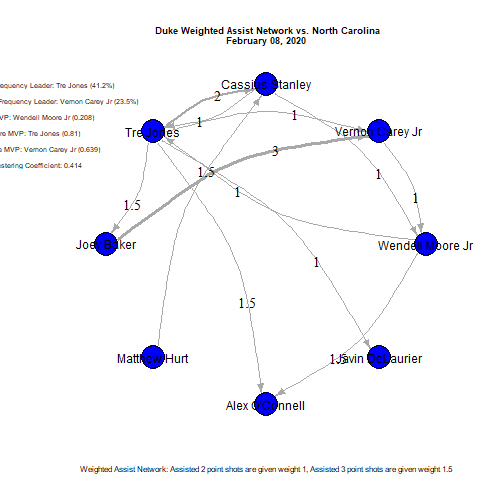 Duke Weighted Assist Network vs. North Carolina
February 08, 2020
requency Leader: Tre Jones (41.2%)
Frequency Leader: Vernon Carey Jr (23.5%)
VP: Wendell Moore Jr (0.208)
re MVP: Tre Jones (0.81)
e MVP: Vernon Carey Jr (0.639)
stering Coefficient: 0.414
Cassius Stanley
2
1
1
Tre Jones
Vernon Carey Jr
3
1.5
1
1
1
1.5
Joey Baker
Wendell Moore Jr
1
1.5
Matthew Hurt
1.5
Javin DeLaurier
Alex O'Connell
Weighted Assist Network: Assisted 2 point shots are given weight 1, Assisted 3 point shots are given weight 1.5